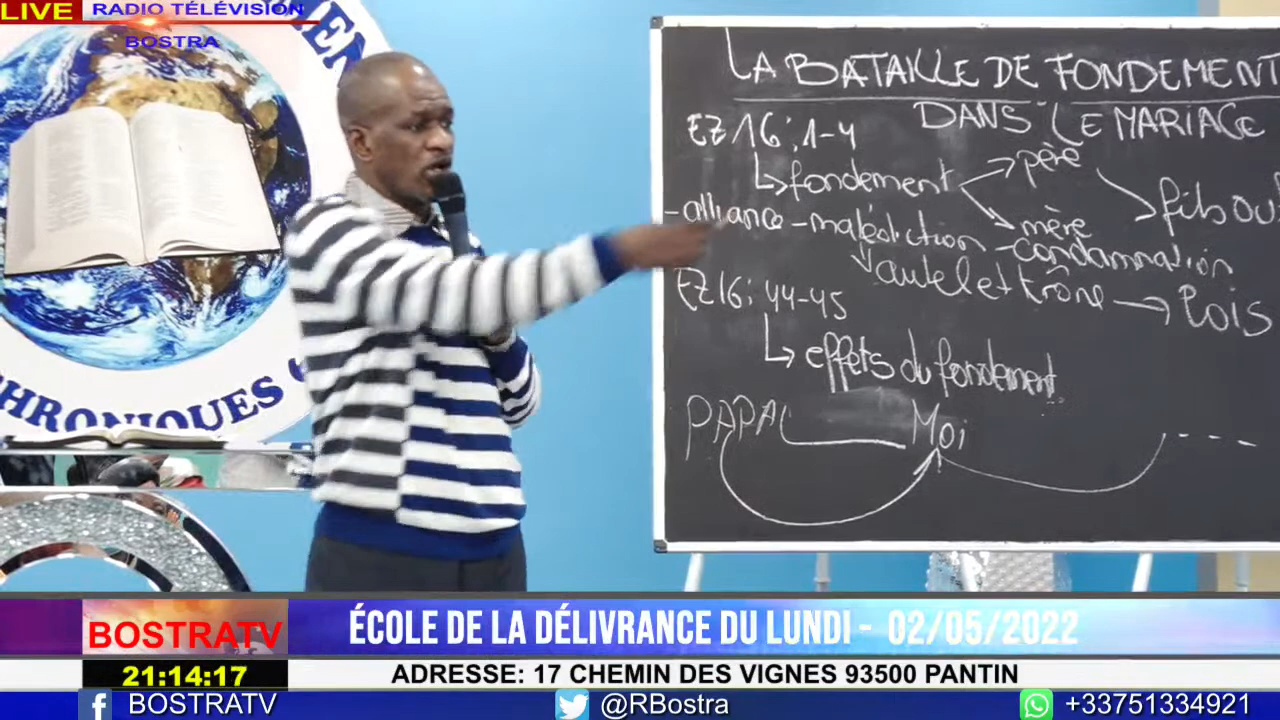 LIVE
RADIO TÉLÉVISION
BOSTRA
HRONIQUES
LA BATAILLE DE FONDEMENT
DANS LE MARIAGE
EZ 16 : 1-4
fondement père
mère
fils ou
-alliance - malédiction - condamnation
autel et trône lois
EZ 16 : 44-45
effets du fondement
PAPA Moi
BOSTRATV
ÉCOLE DE LA DÉLIVRANCE DU LUNDI - 02/05/2022
21:14:17
ADRESSE: 17 CHEMIN DES VIGNES 93500 PANTIN
BOSTRATV
@RBostra
+33751334921